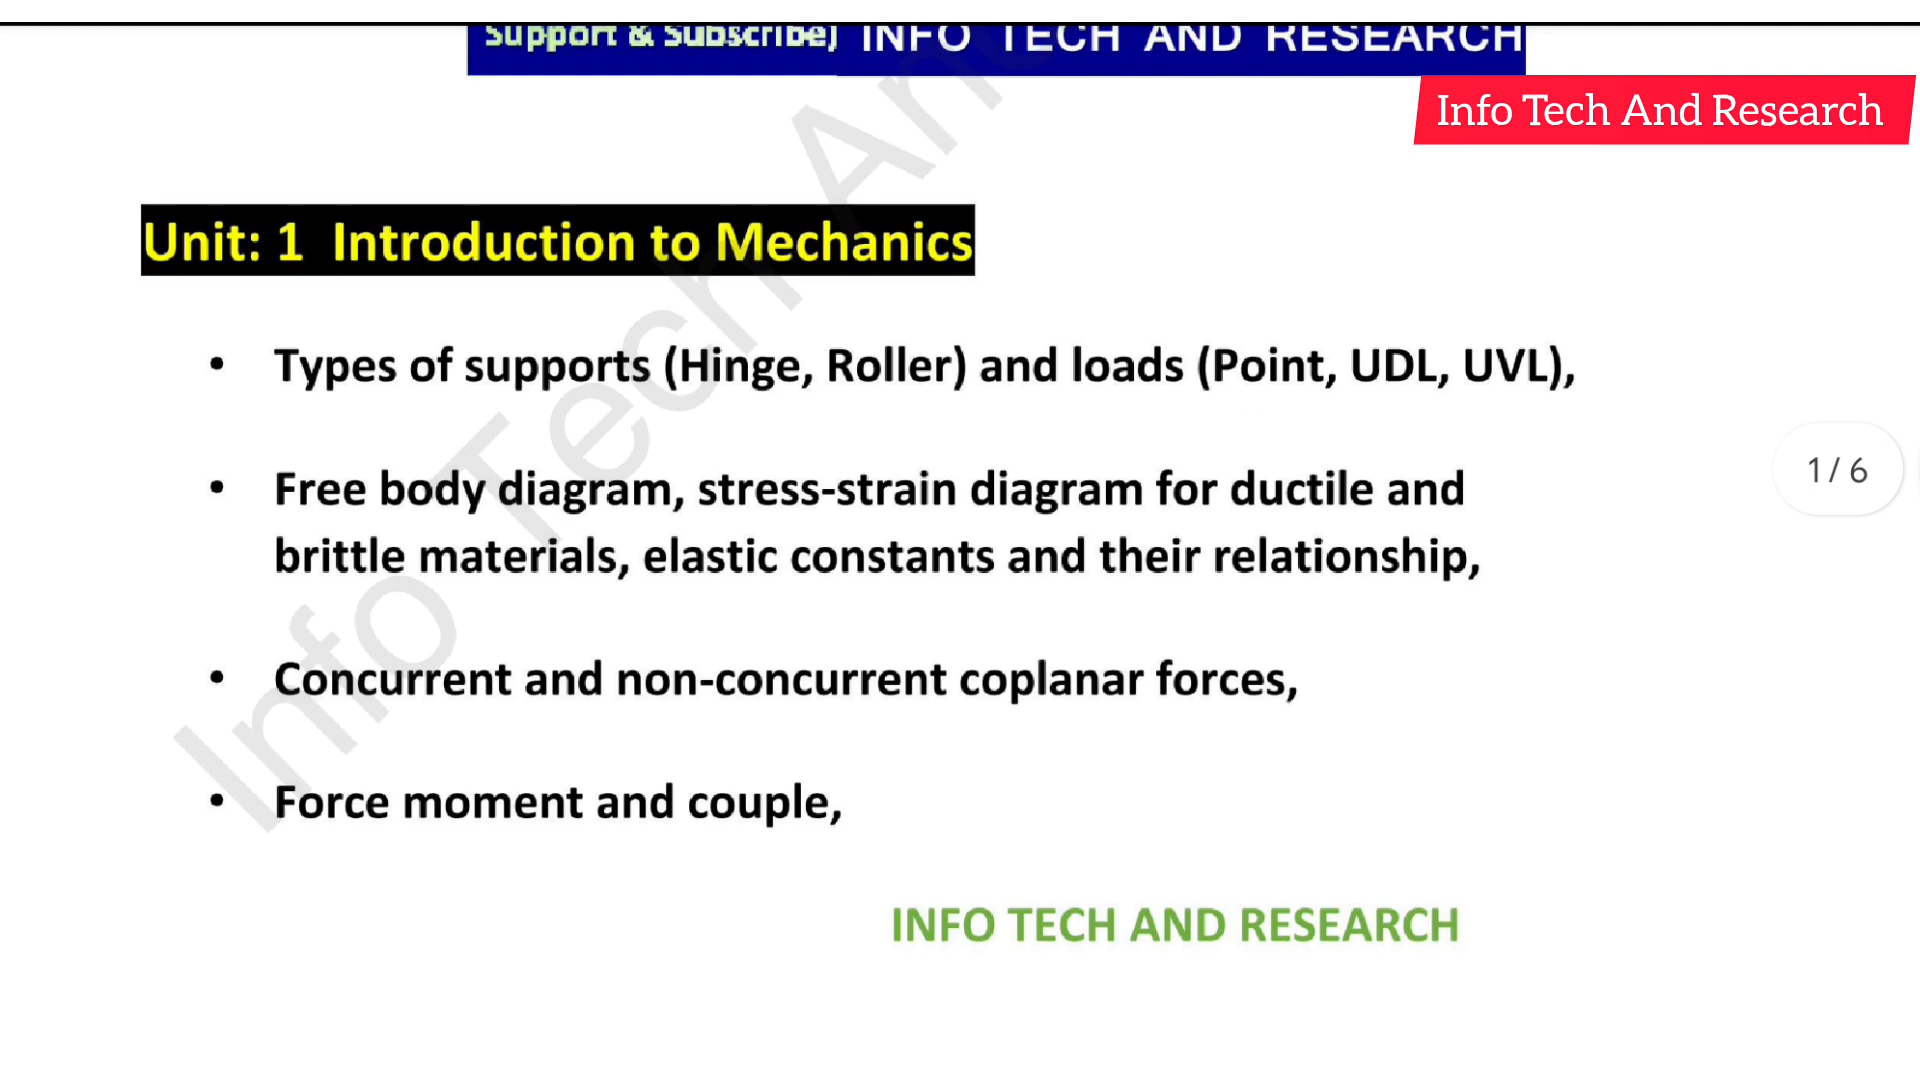 Support & Subscribe) INFO TECH AND RESEARCH
Info Tech And Research
Unit: 1 Introduction to Mechanics
• Types of supports (Hinge, Roller) and loads (Point, UDL, UVL),
• Free body diagram, stress-strain diagram for ductile and
brittle materials, elastic constants and their relationship,
1 / 6
• Concurrent and non-concurrent coplanar forces,
• Force moment and couple,
INFO TECH AND RESEARCH
Info Tech And